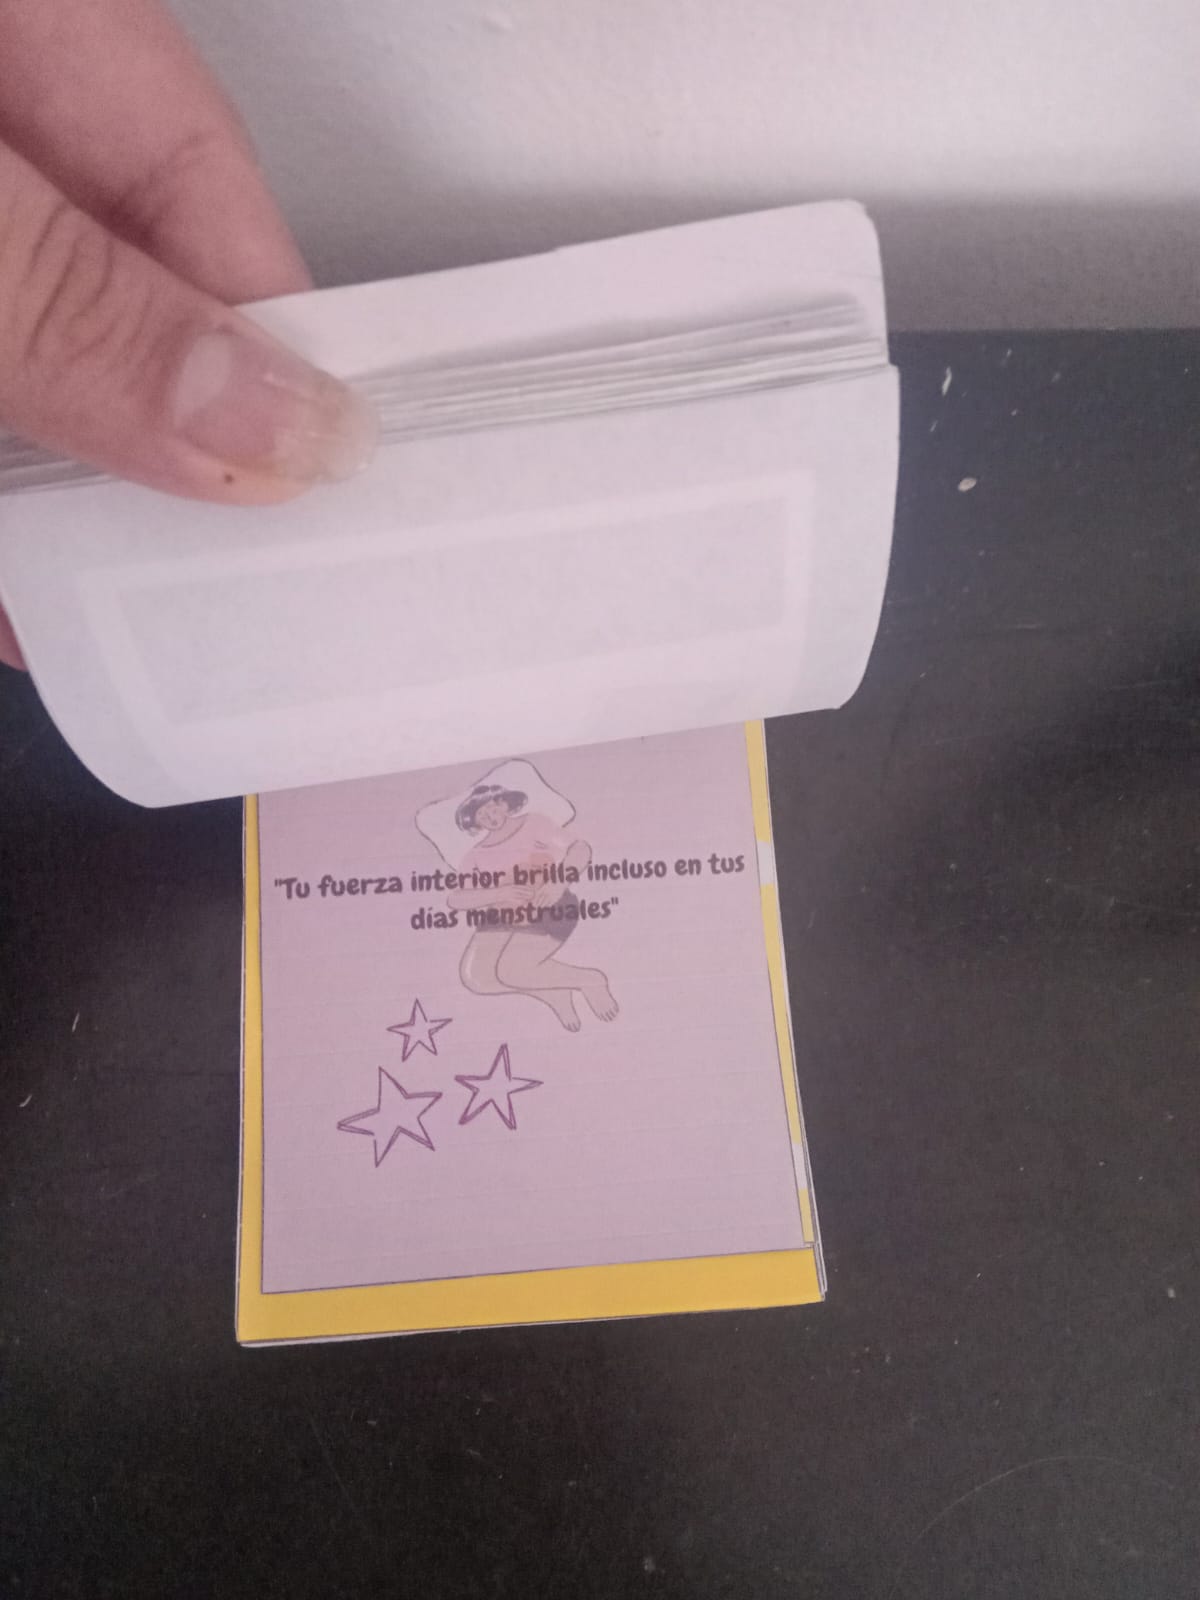 "Tu fuerza interior brilla incluso en tus
días menstruales"